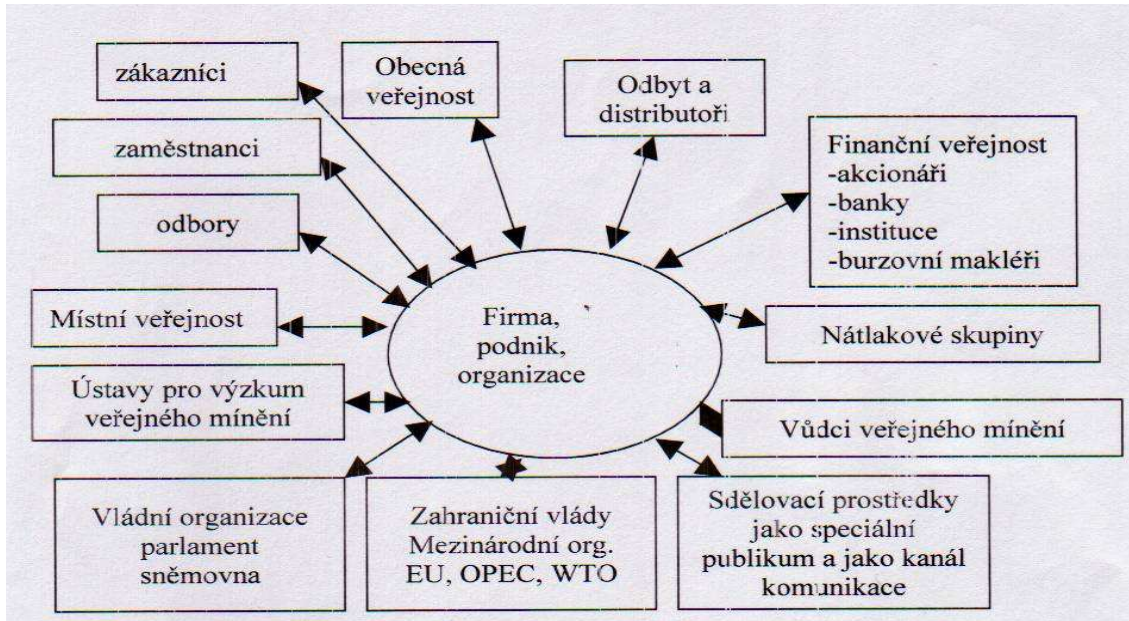 zákazníci
Obecná
veřejnost
Odbyt a
distributoři
zaměstnanci
Finanční veřejnost
-akcionáři
-banky
-instituce
-burzovní makléři
odbory
Místní veřejnost
Firma,
podnik,
organizace
Nátlakové skupiny
Ústavy pro výzkum
veřejného mínění
Vůdci veřejného mínění
Vládní organizace
parlament
sněmovna
Zahraniční vlády
Mezinárodní org.
EU, OPEC, WTO
Sdělovací prostředky
jako speciální
publikum a jako kanál
komunikace